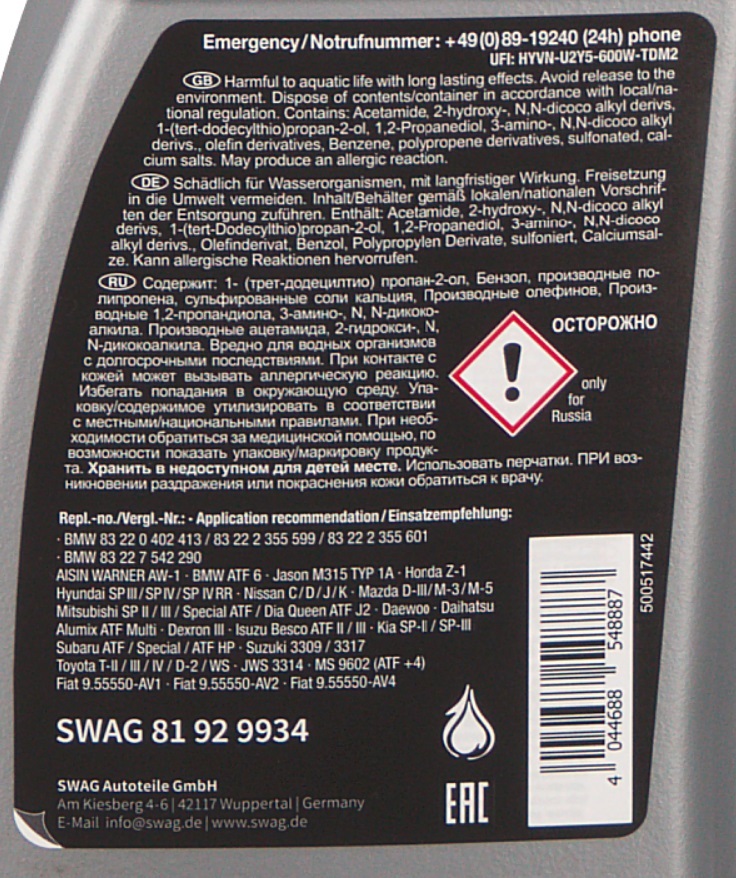 Emergency/Notrufnummer: +49(0)89-19240 (24h) phone
UFI: HYVN-U2Y5-600W-TDM2
GB Harmful to aquatic life with long lasting effects. Avoid release to the
environment. Dispose of contents/container in accordance with local/na-
tional regulation. Contains: Acetamide, 2-hydroxy-, N,N-dicoco alkyl derivs,
1-(tert-dodecylthio)propan-2-ol, 1,2-Propanediol, 3-amino-, N,N-dicoco alkyl
derivs., olefin derivatives, Benzene, polypropene derivatives, sulfonated, cal-
cium salts. May produce an allergic reaction.
DE Schädlich für Wasserorganismen, mit langfristiger Wirkung. Freisetzung
in die Umwelt vermeiden. Inhalt/Behälter gemäß lokalen/nationalen Vorschrif-
ten der Entsorgung zuführen. Enthält: Acetamide, 2-hydroxy-, N,N-dicoco alkyl
derivs, 1-(tert-Dodecylthio)propan-2-ol, 1,2-Propanediol, 3-amino-, N,N-dicoco
alkyl derivs., Olefinderivat, Benzol, Polypropylen Derivate, sulfoniert, Calciumsal-
ze. Kann allergische Reaktionen hervorrufen.
RU Содержит: 1- (трет-додецилтио) пропан-2-ол, Бензол, производные по-
липропена, сульфированные соли кальция, Производные олефинов, Произ-
водные 1,2-пропандиола, 3-амино-, N, N-дикоко-
алкила. Производные ацетамида, 2-гидрокси-, N,
N-дикокоалкила. Вредно для водных организмов
с долгосрочными последствиями. При контакте с
кожей может вызывать аллергическую реакцию.
Избегать попадания в окружающую среду. Упа-
ковку/содержимое утилизировать в соответствии
с местными/национальными правилами. При необ-
ходимости обратиться за медицинской помощью, по
возможности показать упаковку/маркировку продук-
та. Хранить в недоступном для детей месте. Использовать перчатки. ПРИ воз-
никновении раздражения или покраснения кожи обратиться к врачу.
ОСТОРОЖНО
only
for
Russia
Repl.-no./Vergl.-Nr.: - Application recommendation/Einsatzempfehlung:
· BMW 83 22 0 402 413 / 83 22 2 355 599 / 83 22 2 355 601
· BMW 83 22 7 542 290
AISIN WARNER AW-1 · BMW ATF 6 · Jason M315 TYP 1A · Honda Z-1
Hyundai SP III/SP IV/SP IV RR · Nissan C/D/J/K · Mazda D-III/M-3/M-5
Mitsubishi SP II / III / Special ATF / Dia Queen ATF J2 · Daewoo · Daihatsu
Alumix ATF Multi · Dexron III · Isuzu Besco ATF II / III · Kia SP-II / SP-III
Subaru ATF / Special / ATF HP · Suzuki 3309 / 3317
Toyota T-II / III / IV / D-2 / WS · JWS 3314 · MS 9602 (ATF +4)
Fiat 9.55550-AV1 · Fiat 9.55550-AV2 · Fiat 9.55550-AV4
SWAG 81 92 9934
SWAG Autoteile GmbH
Am Kiesberg 4-6 | 42117 Wuppertal | Germany
E-Mail info@swag.de | www.swag.de
EAC
4 044688 548887
500517442